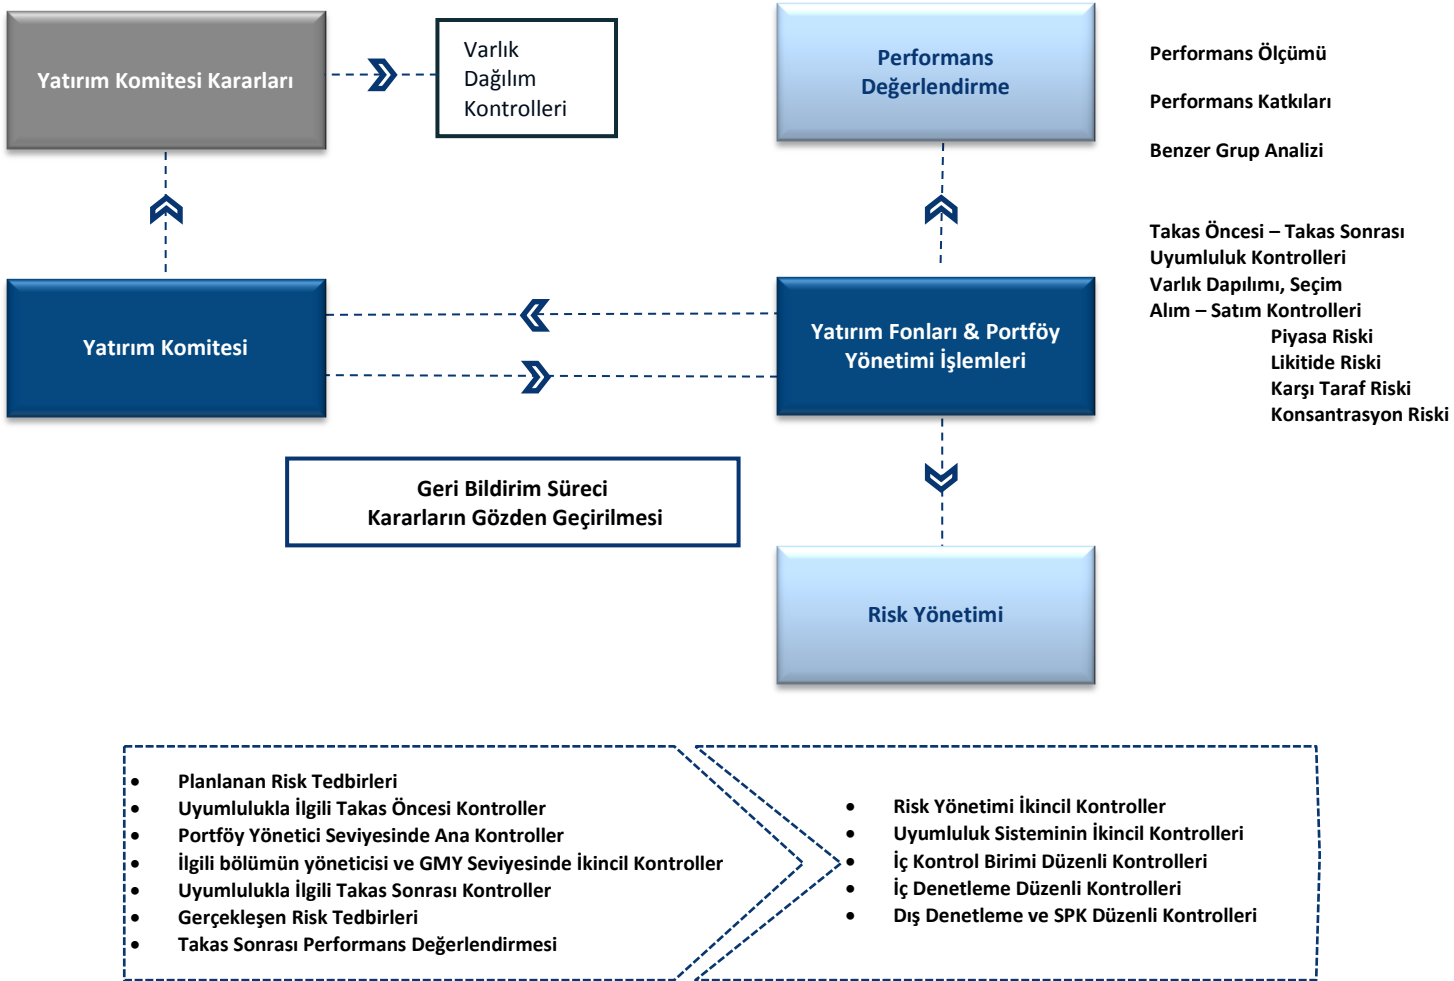 Yatırım Komitesi Kararları
Varlık
Dağılım
Kontrolleri
Performans
Değerlendirme
Performans Ölçümü
Performans Katkıları
Benzer Grup Analizi
Takas Öncesi – Takas Sonrası
Uyumluluk Kontrolleri
Varlık Dapılımı, Seçim
Alım – Satım Kontrolleri
Piyasa Riski
Likitide Riski
Karşı Taraf Riski
Konsantrasyon Riski
Yatırım Komitesi
Yatırım Fonları & Portföy
Yönetimi İşlemleri
Geri Bildirim Süreci
Kararların Gözden Geçirilmesi
Risk Yönetimi
• Planlanan Risk Tedbirleri
• Uyumlulukla İlgili Takas Öncesi Kontroller
• Portföy Yönetici Seviyesinde Ana Kontroller
• İlgili bölümün yöneticisi ve GMY Seviyesinde İkincil Kontroller
• Uyumlulukla İlgili Takas Sonrası Kontroller
• Gerçekleşen Risk Tedbirleri
• Takas Sonrası Performans Değerlendirmesi
• Risk Yönetimi İkincil Kontroller
• Uyumluluk Sisteminin İkincil Kontrolleri
• İç Kontrol Birimi Düzenli Kontrolleri
• İç Denetleme Düzenli Kontrolleri
• Dış Denetleme ve SPK Düzenli Kontrolleri